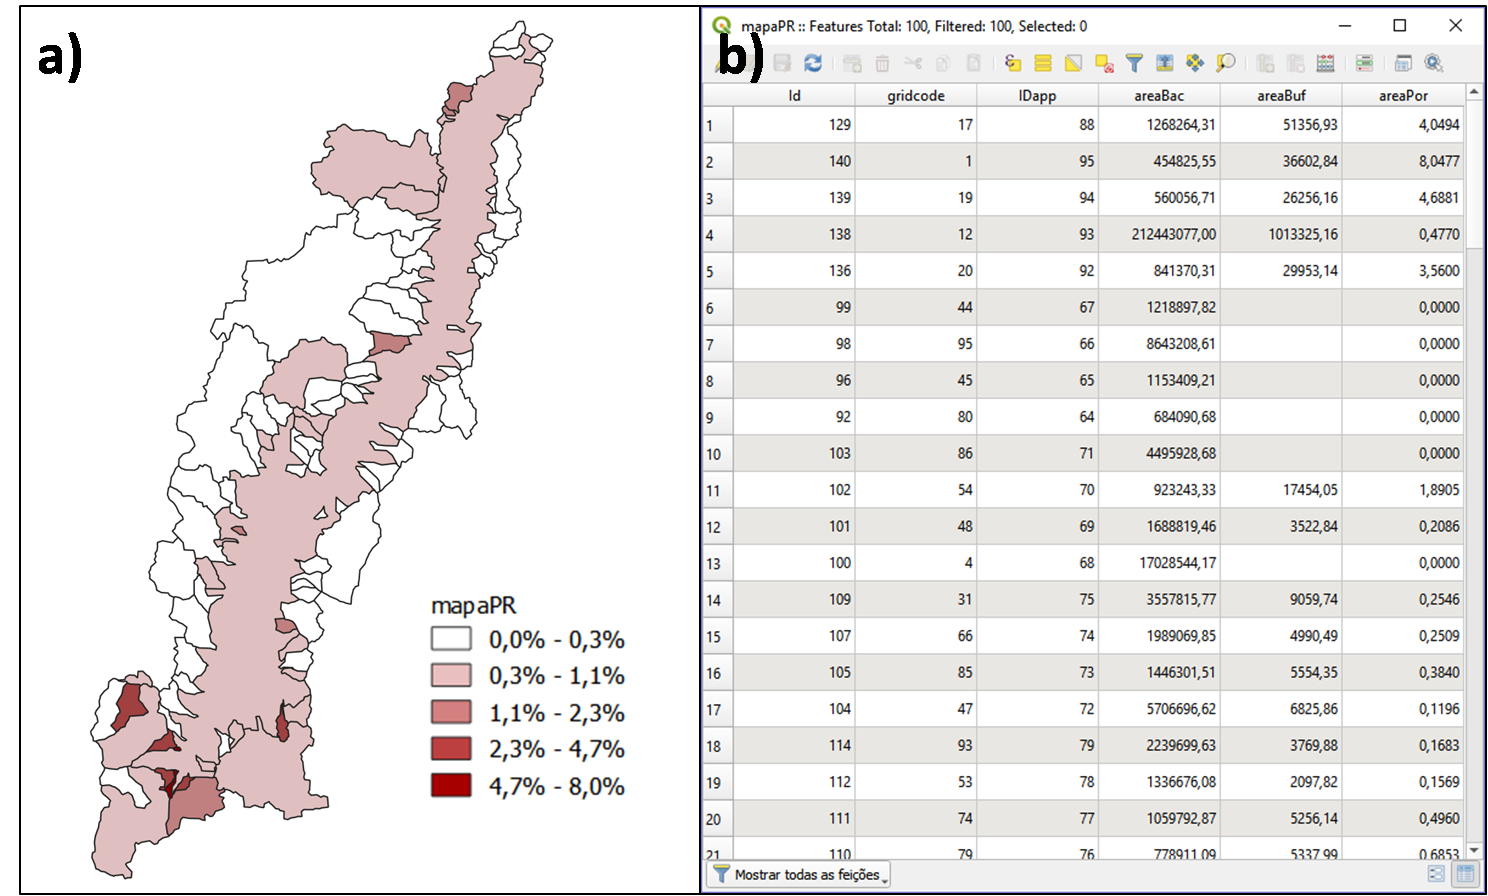 a)
mapaPR
0,0% - 0,3%
0,3% - 1,1%
1,1% - 2,3%
2,3% - 4,7%
4,7% - 8,0%
b)
mapaPR :: Features Total: 100, Filtered: 100, Selected: 0
Id gridcode IDapp areaBac areaBuf areaPor
1 129 17 88 1268264,31 51356,93 4,0494
2 140 1 95 454825,55 36602,84 8,0477
3 139 19 94 560056,71 26256,16 4,6881
4 138 12 93 212443077,00 1013325,16 0,4770
5 136 20 92 841370,31 29953,14 3,5600
6 99 44 67 1218897,82 0,0000
7 98 95 66 8643208,61 0,0000
8 96 45 65 1153409,21 0,0000
9 92 80 64 684090,68 0,0000
10 103 86 71 4495928,68 0,0000
11 102 54 70 923243,33 17454,05 1,8905
12 101 48 69 1688819,46 3522,84 0,2086
13 100 4 68 17028544,17 0,0000
14 109 31 75 3557815,77 9059,74 0,2546
15 107 66 74 1989069,85 4990,49 0,2509
16 105 85 73 1446301,51 5554,35 0,3840
17 104 47 72 5706696,62 6825,86 0,1196
18 114 93 79 2239699,63 3769,88 0,1683
19 112 53 78 1336676,08 2097,82 0,1569
20 111 74 77 1059792,87 5256,14 0,4960
21 110 79 76 778911,09 5337,99 0,6853
Mostrar todas as feições